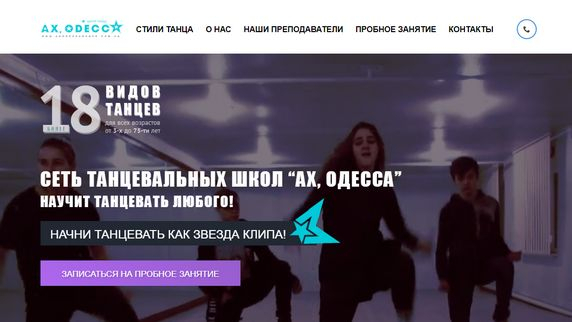 АХ, ОДЕССА
СТИЛИ ТАНЦА О НАС НАШИ ПРЕПОДАВАТЕЛИ ПРОБНОЕ ЗАНЯТИЕ КОНТАКТЫ
18 ВИДОВ
ТАНЦЕВ
БОЛЕЕ
для всех возрастов
от 3-х до 75-ти лет
СЕТЬ ТАНЦЕВАЛЬНЫХ ШКОЛ “АХ, ОДЕССА”
НАУЧИТ ТАНЦЕВАТЬ ЛЮБОГО!
НАЧНИ ТАНЦЕВАТЬ КАК ЗВЕЗДА КЛИПА!
ЗАПИСАТЬСЯ НА ПРОБНОЕ ЗАНЯТИЕ